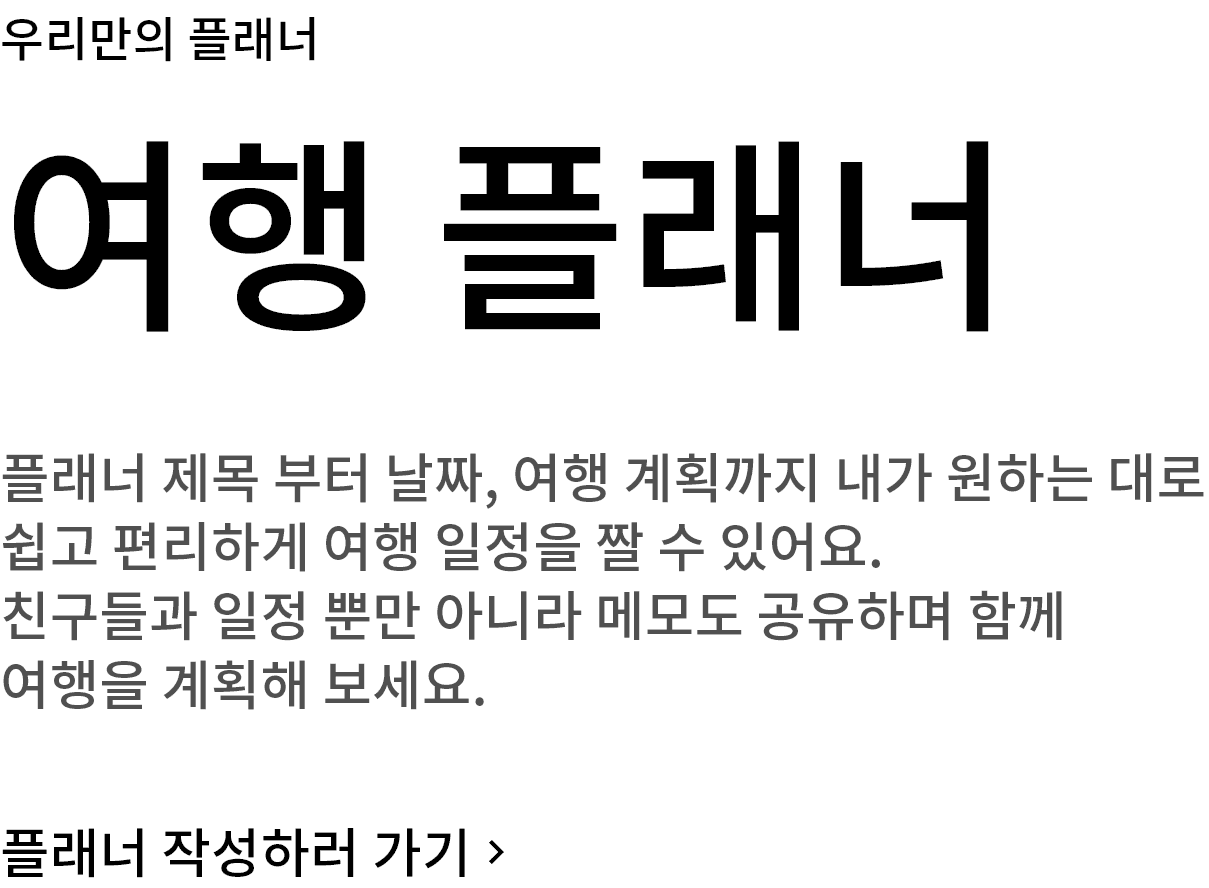 우리만의 플래너
여행 플래너
플래너 제목 부터 날짜, 여행 계획까지 내가 원하는 대로
쉽고 편리하게 여행 일정을 짤 수 있어요.
친구들과 일정 뿐만 아니라 메모도 공유하며 함께
여행을 계획해 보세요.
플래너 작성하러 가기 >